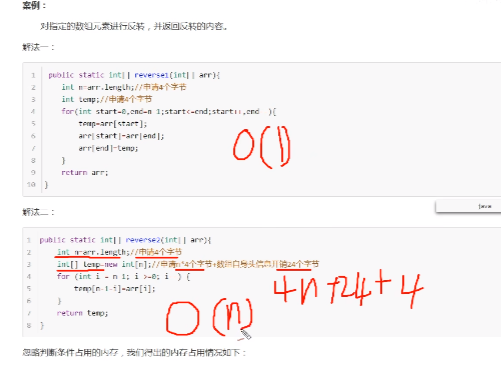 案例：
对指定的数组元素进行反转，并返回反转的内容。
解法一：
1 public static int[] reverse1(int[] arr){
2 int n=arr.length;//申请4个字节
3 int temp;//申请4个字节
4 for(int start=0,end=n 1;start<=end;start++,end  ){
5 temp=arr[start];
6 arr[start]=arr[end];
7 arr[end]=temp;
8 }
9 return arr;
10 }
O(1)
java
解法二：
1 public static int[] reverse2(int[] arr){
2 int n=arr.length;//申请4个字节
3 int[] temp=new int[n];//申请n*4个字节+数组自身头信息开销24个字节
4 for (int i = n 1; i >=0; i  ) {
5 temp[n-1-i]=arr[i];
6 }
7 return temp;
8 }
4n+24+4
O(n)
忽略判断条件占用的内存，我们得出的内存占用情况如下：